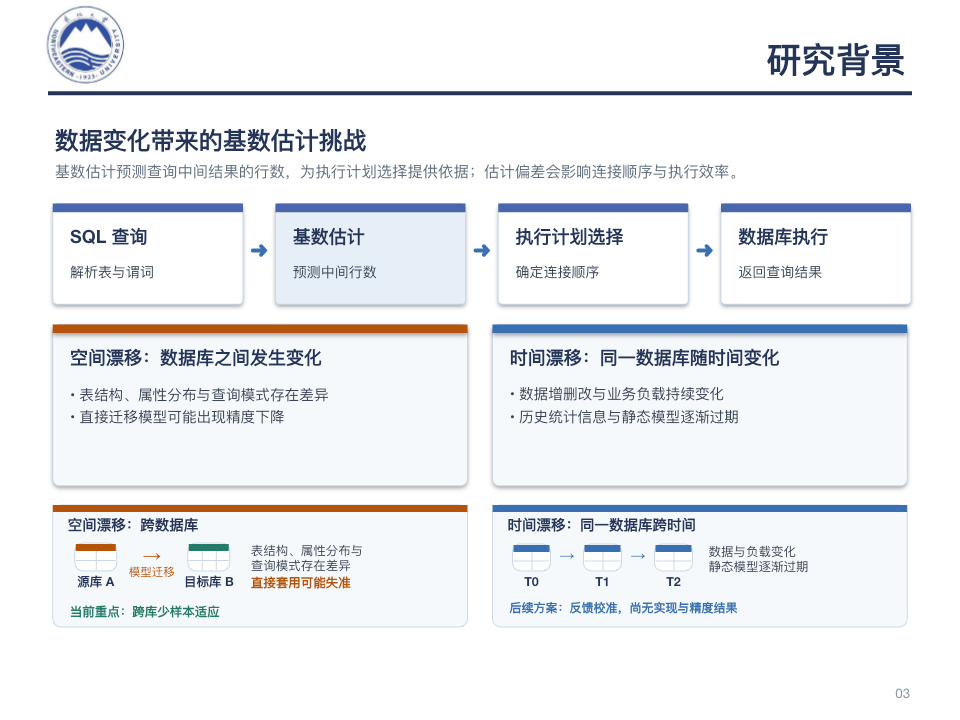 东北大学
NORTHEASTERN · 1923 · UNIVERSITY
研究背景
数据变化带来的基数估计挑战
基数估计预测查询中间结果的行数，为执行计划选择提供依据；估计偏差会影响连接顺序与执行效率。
SQL 查询
解析表与谓词
➜
基数估计
预测中间行数
➜
执行计划选择
确定连接顺序
➜
数据库执行
返回查询结果
空间漂移：数据库之间发生变化
• 表结构、属性分布与查询模式存在差异
• 直接迁移模型可能出现精度下降
时间漂移：同一数据库随时间变化
• 数据增删改与业务负载持续变化
• 历史统计信息与静态模型逐渐过期
空间漂移：跨数据库
源库 A
→
模型迁移
目标库 B
表结构、属性分布与
查询模式存在差异
直接套用可能失准
当前重点：跨库少样本适应
时间漂移：同一数据库跨时间
T0 → T1 → T2
数据与负载变化
静态模型逐渐过期
后续方案：反馈校准，尚无实现与精度结果
03